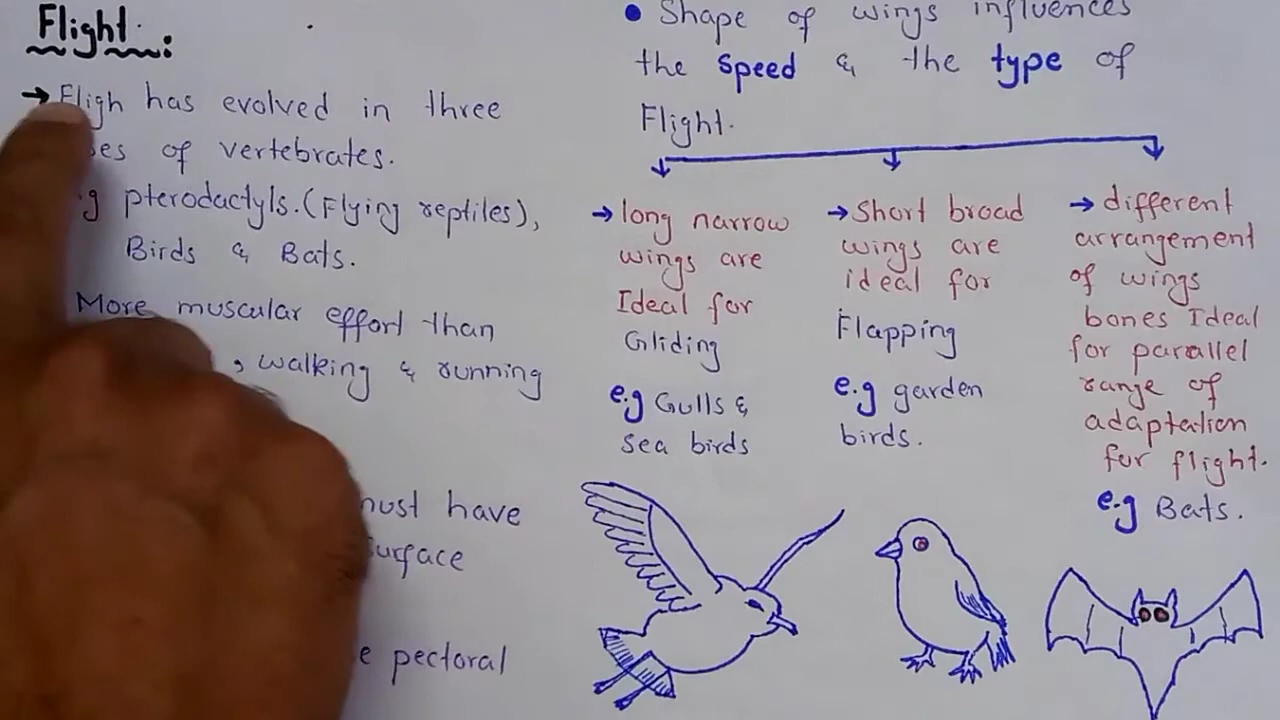 Flight:
→ Fligh has evolved in three
of vertebrates.
pterodactyls. (Flying reptiles),
Birds & Bats.
More muscular effort than
, walking & running
must have
surface
pectoral
• Shape of wings influences
the speed & the type of
Flight.
→ long narrow
wings are
Ideal for
Gliding
e.g Gulls &
sea birds
→ Short broad
wings are
ideal for
Flapping
e.g garden
birds.
→ different
arrangement
of wings
bones Ideal
for parallel
range of
adaptation
for flight.
e.g Bats.